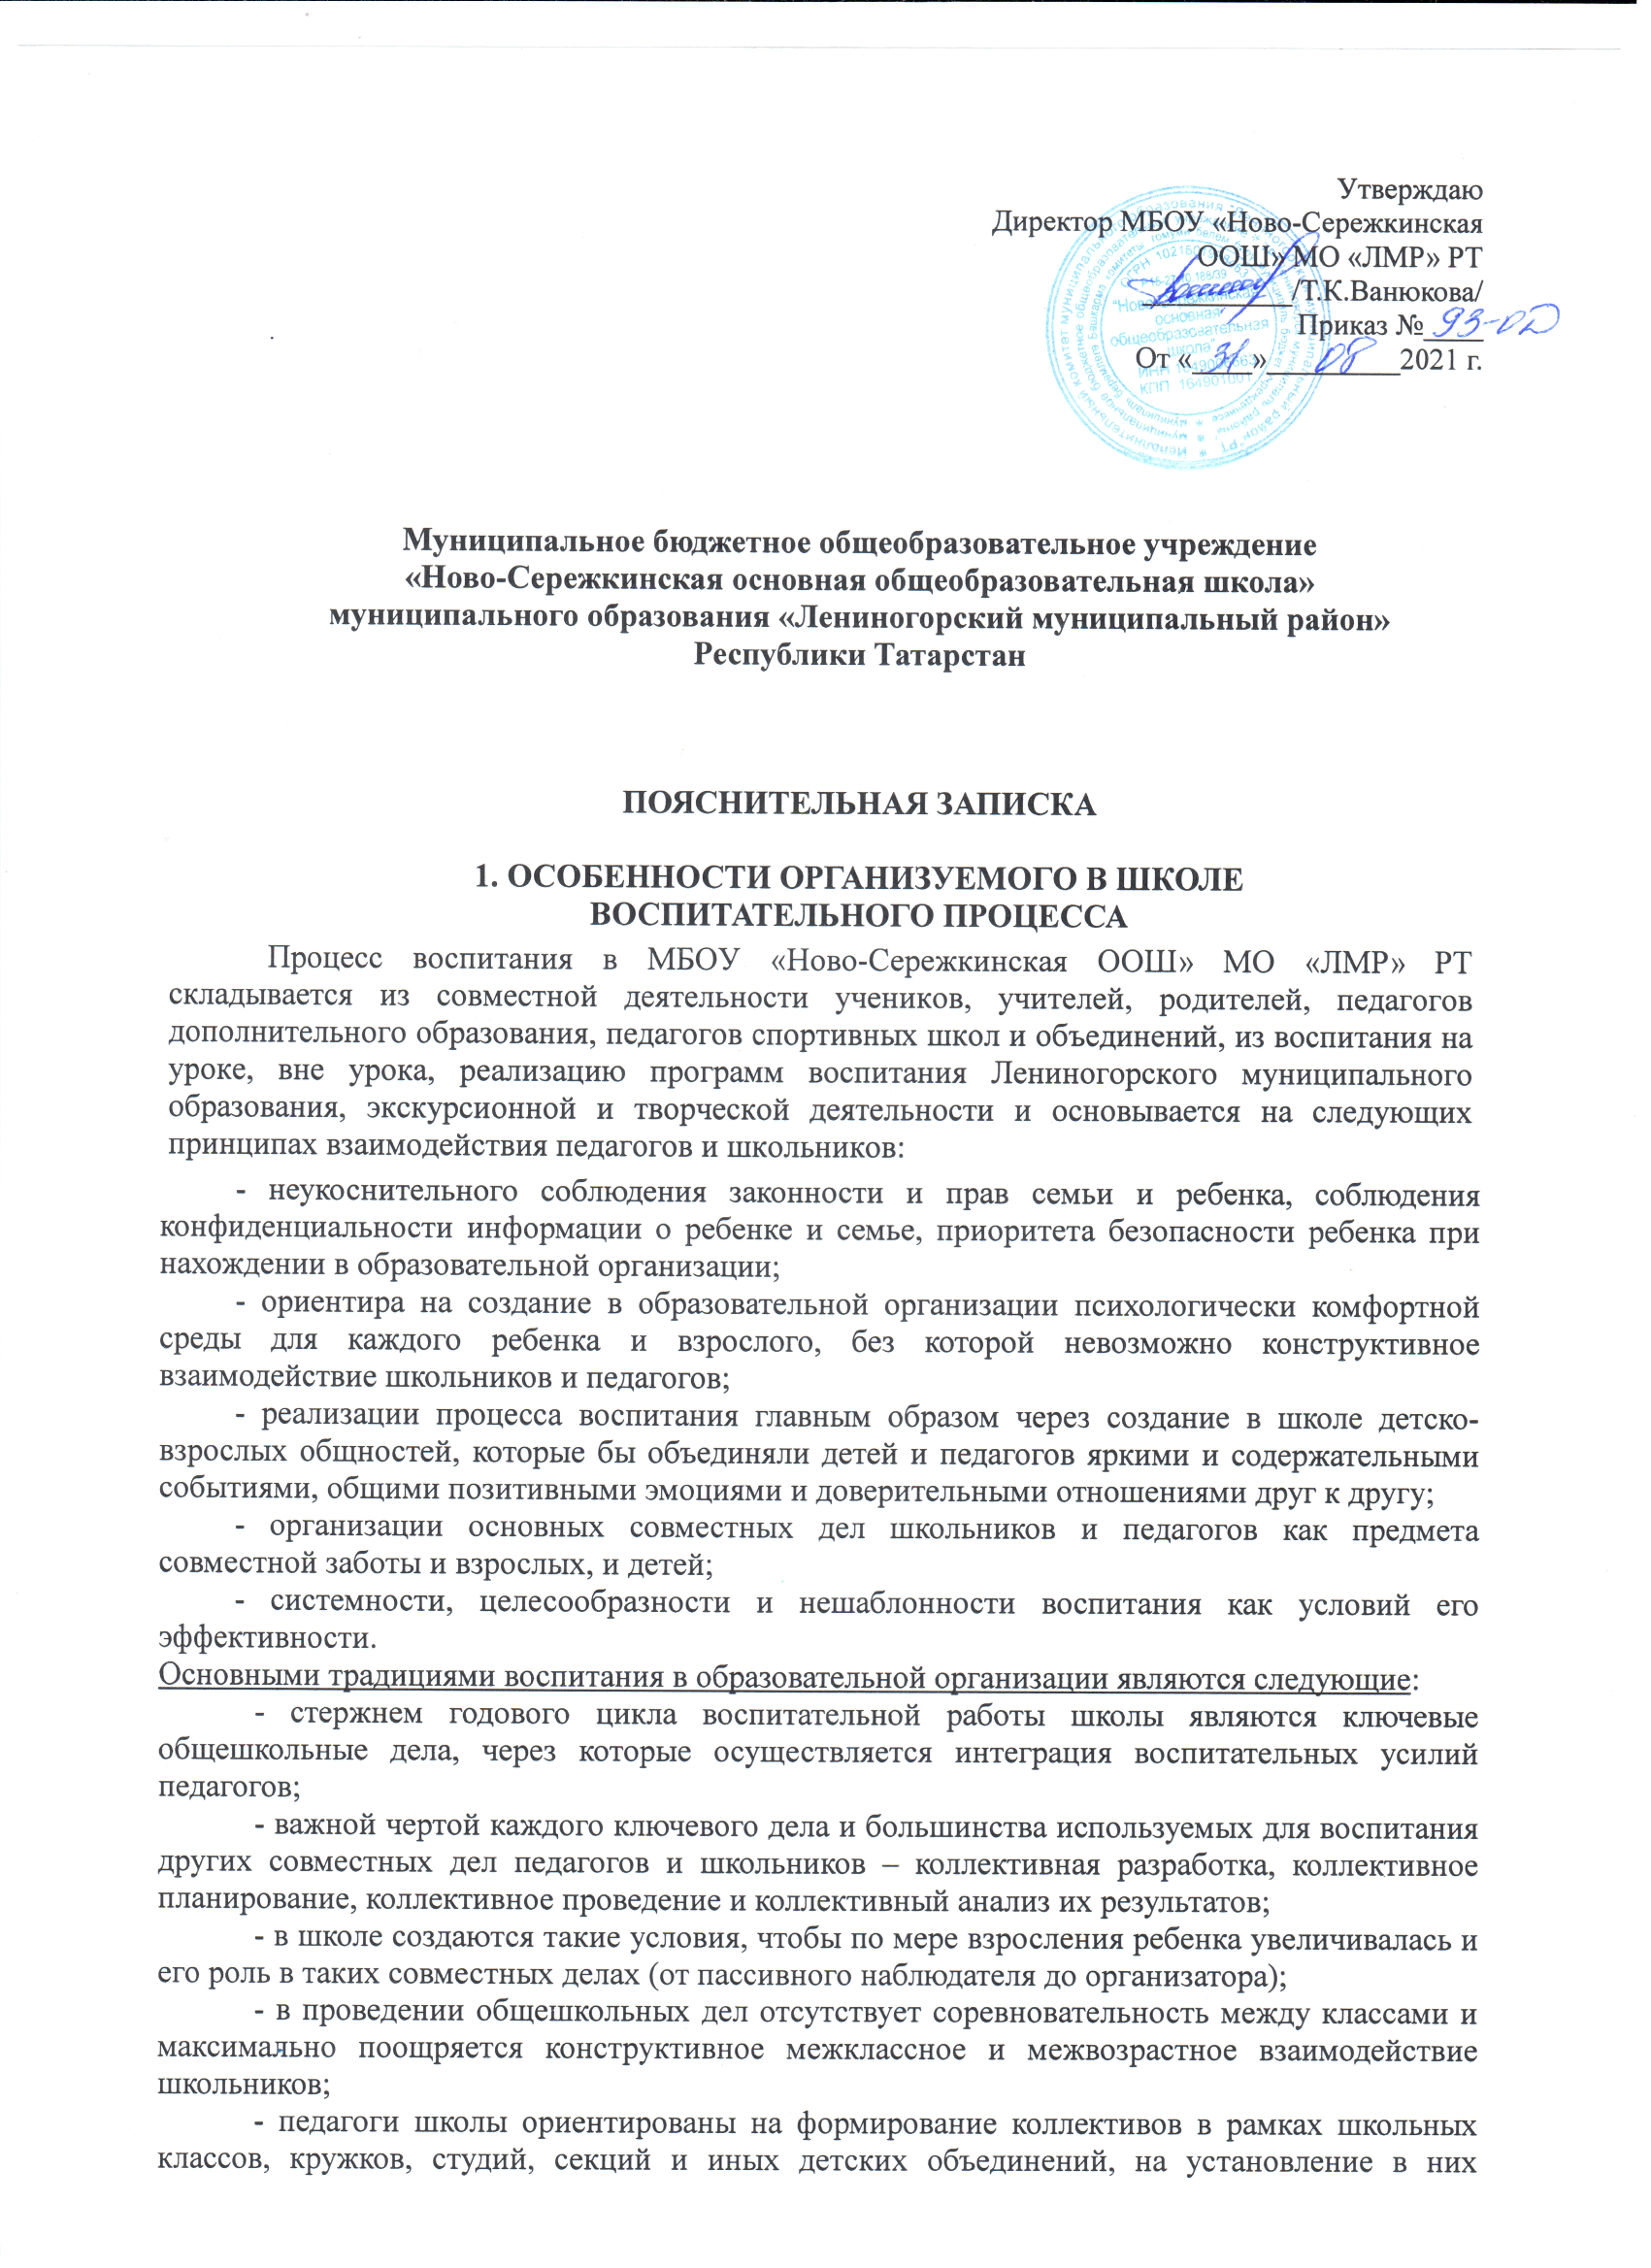 Утверждаю
Директор МБОУ «Ново-Сережкинская
ООШ» МО «ЛМР» РТ
/Т.К.Ванюкова/
Приказ № 93-ОД
От «31» 08 2021 г.
"Ново-Сережкинская
основная
общеобразовательная
школа"
КПП 164901001
Муниципальное бюджетное общеобразовательное учреждение
«Ново-Сережкинская основная общеобразовательная школа»
муниципального образования «Лениногорский муниципальный район»
Республики Татарстан
ПОЯСНИТЕЛЬНАЯ ЗАПИСКА
1. ОСОБЕННОСТИ ОРГАНИЗУЕМОГО В ШКОЛЕ
ВОСПИТАТЕЛЬНОГО ПРОЦЕССА
Процесс воспитания в МБОУ «Ново-Сережкинская ООШ» МО «ЛМР» РТ
складывается из совместной деятельности учеников, учителей, родителей, педагогов
дополнительного образования, педагогов спортивных школ и объединений, из воспитания на
уроке, вне урока, реализацию программ воспитания Лениногорского муниципального
образования, экскурсионной и творческой деятельности и основывается на следующих
принципах взаимодействия педагогов и школьников:
- неукоснительного соблюдения законности и прав семьи и ребенка, соблюдения
конфиденциальности информации о ребенке и семье, приоритета безопасности ребенка при
нахождении в образовательной организации;
- ориентира на создание в образовательной организации психологически комфортной
среды для каждого ребенка и взрослого, без которой невозможно конструктивное
взаимодействие школьников и педагогов;
- реализации процесса воспитания главным образом через создание в школе детско-
взрослых общностей, которые бы объединяли детей и педагогов яркими и содержательными
событиями, общими позитивными эмоциями и доверительными отношениями друг к другу;
- организации основных совместных дел школьников и педагогов как предмета
совместной заботы и взрослых, и детей;
- системности, целесообразности и нешаблонности воспитания как условий его
эффективности.
Основными традициями воспитания в образовательной организации являются следующие:
- стержнем годового цикла воспитательной работы школы являются ключевые
общешкольные дела, через которые осуществляется интеграция воспитательных усилий
педагогов;
- важной чертой каждого ключевого дела и большинства используемых для воспитания
других совместных дел педагогов и школьников – коллективная разработка, коллективное
планирование, коллективное проведение и коллективный анализ их результатов;
- в школе создаются такие условия, чтобы по мере взросления ребенка увеличивалась и
его роль в таких совместных делах (от пассивного наблюдателя до организатора);
- в проведении общешкольных дел отсутствует соревновательность между классами и
максимально поощряется конструктивное межклассное и межвозрастное взаимодействие
школьников;
- педагоги школы ориентированы на формирование коллективов в рамках школьных
классов, кружков, студий, секций и иных детских объединений, на установление в них